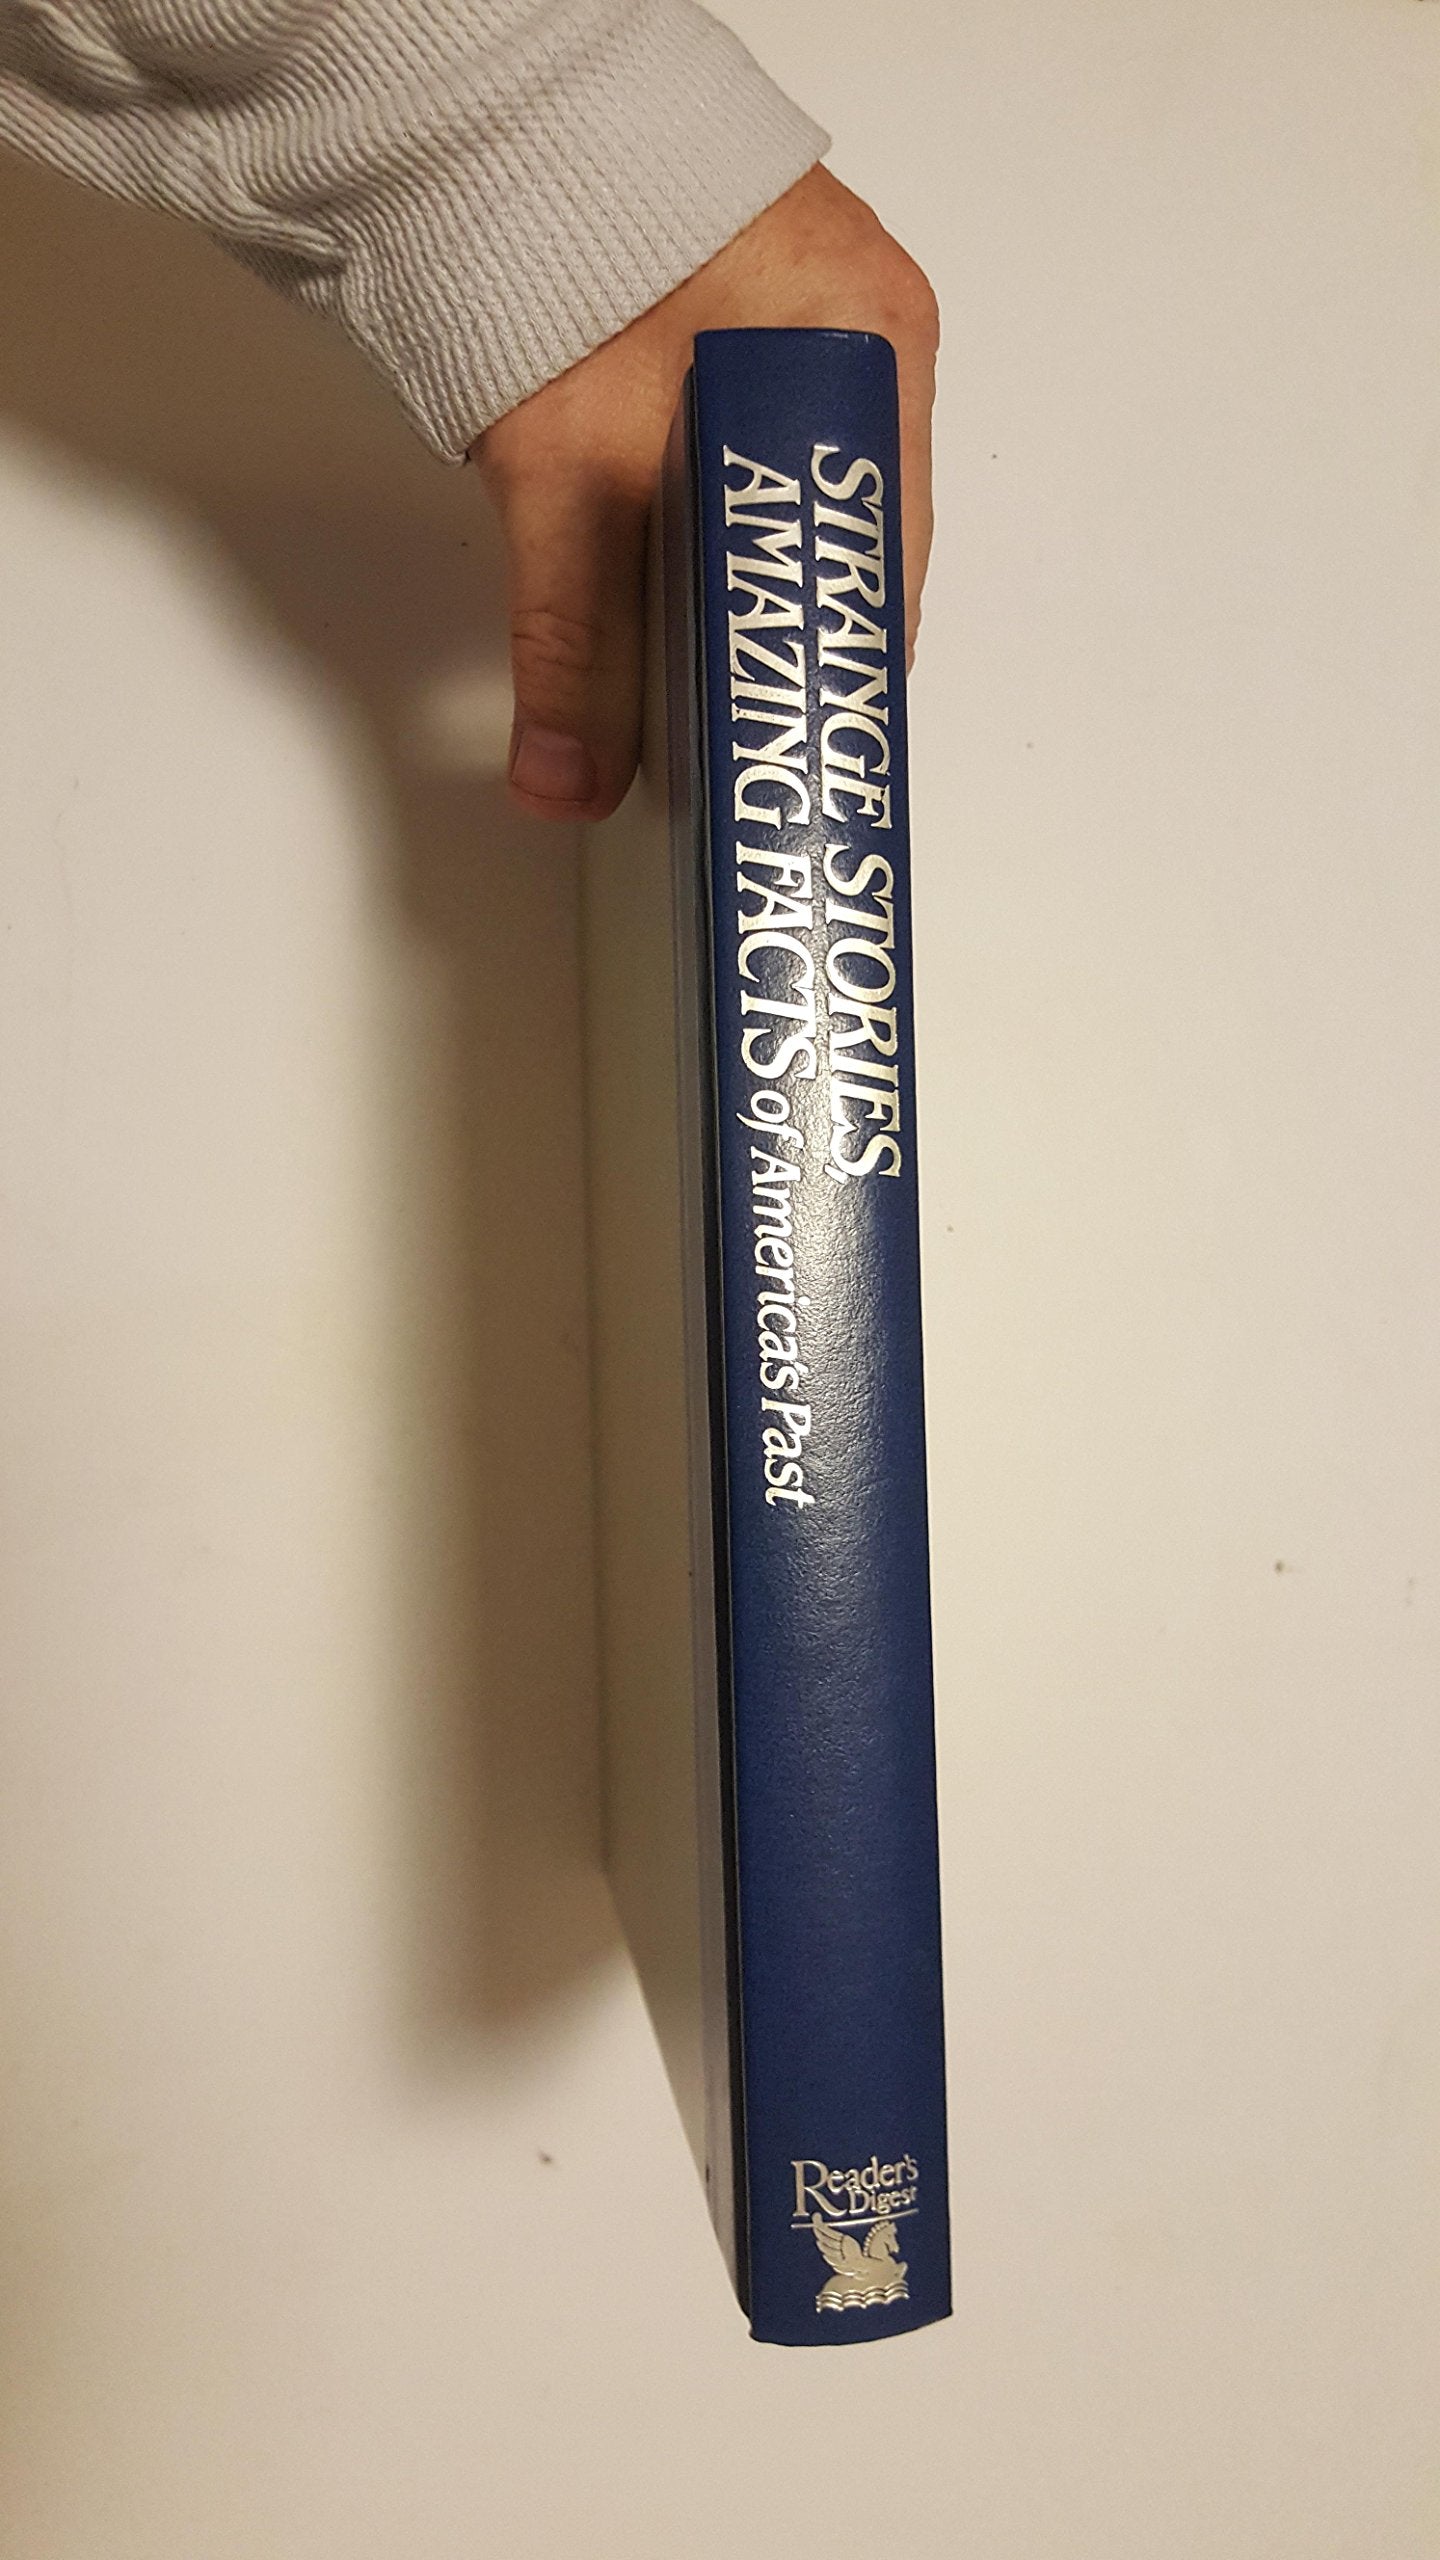 STRANGE STORIES,
AMAZING FACTS of America's Past
Reader's
Digest